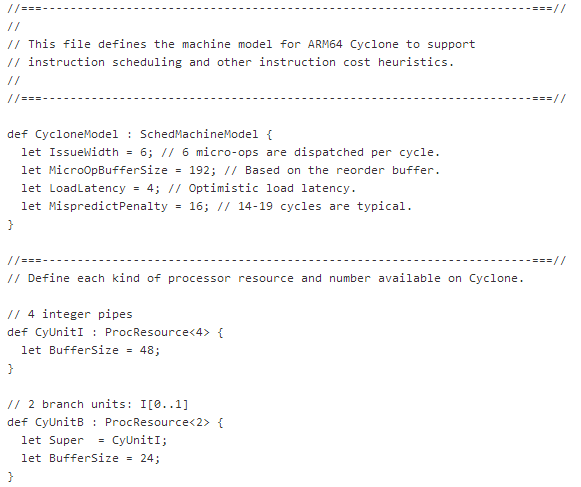 //===----------------------------------------------------------------------===//
//
// This file defines the machine model for ARM64 Cyclone to support
// instruction scheduling and other instruction cost heuristics.
//
//===----------------------------------------------------------------------===//
def CycloneModel : SchedMachineModel {
  let IssueWidth = 6; // 6 micro-ops are dispatched per cycle.
  let MicroOpBufferSize = 192; // Based on the reorder buffer.
  let LoadLatency = 4; // Optimistic load latency.
  let MispredictPenalty = 16; // 14-19 cycles are typical.
}
//===----------------------------------------------------------------------===//
// Define each kind of processor resource and number available on Cyclone.
// 4 integer pipes
def CyUnitI : ProcResource<4> {
  let BufferSize = 48;
}
// 2 branch units: I[0..1]
def CyUnitB : ProcResource<2> {
  let Super  = CyUnitI;
  let BufferSize = 24;
}